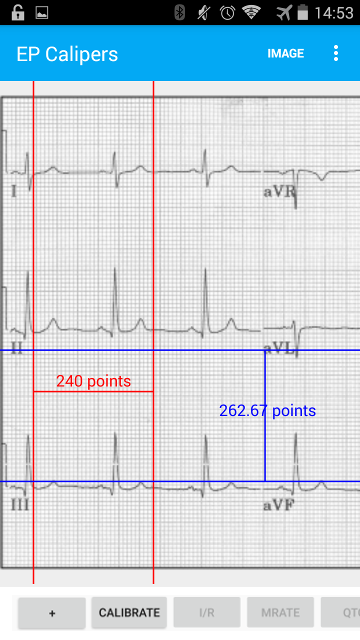 14:53
EP Calipers
IMAGE
I
aVR
II
aVL
240 points
262.67 points
III
aVF
+
CALIBRATE
I/R
MRATE
QTC